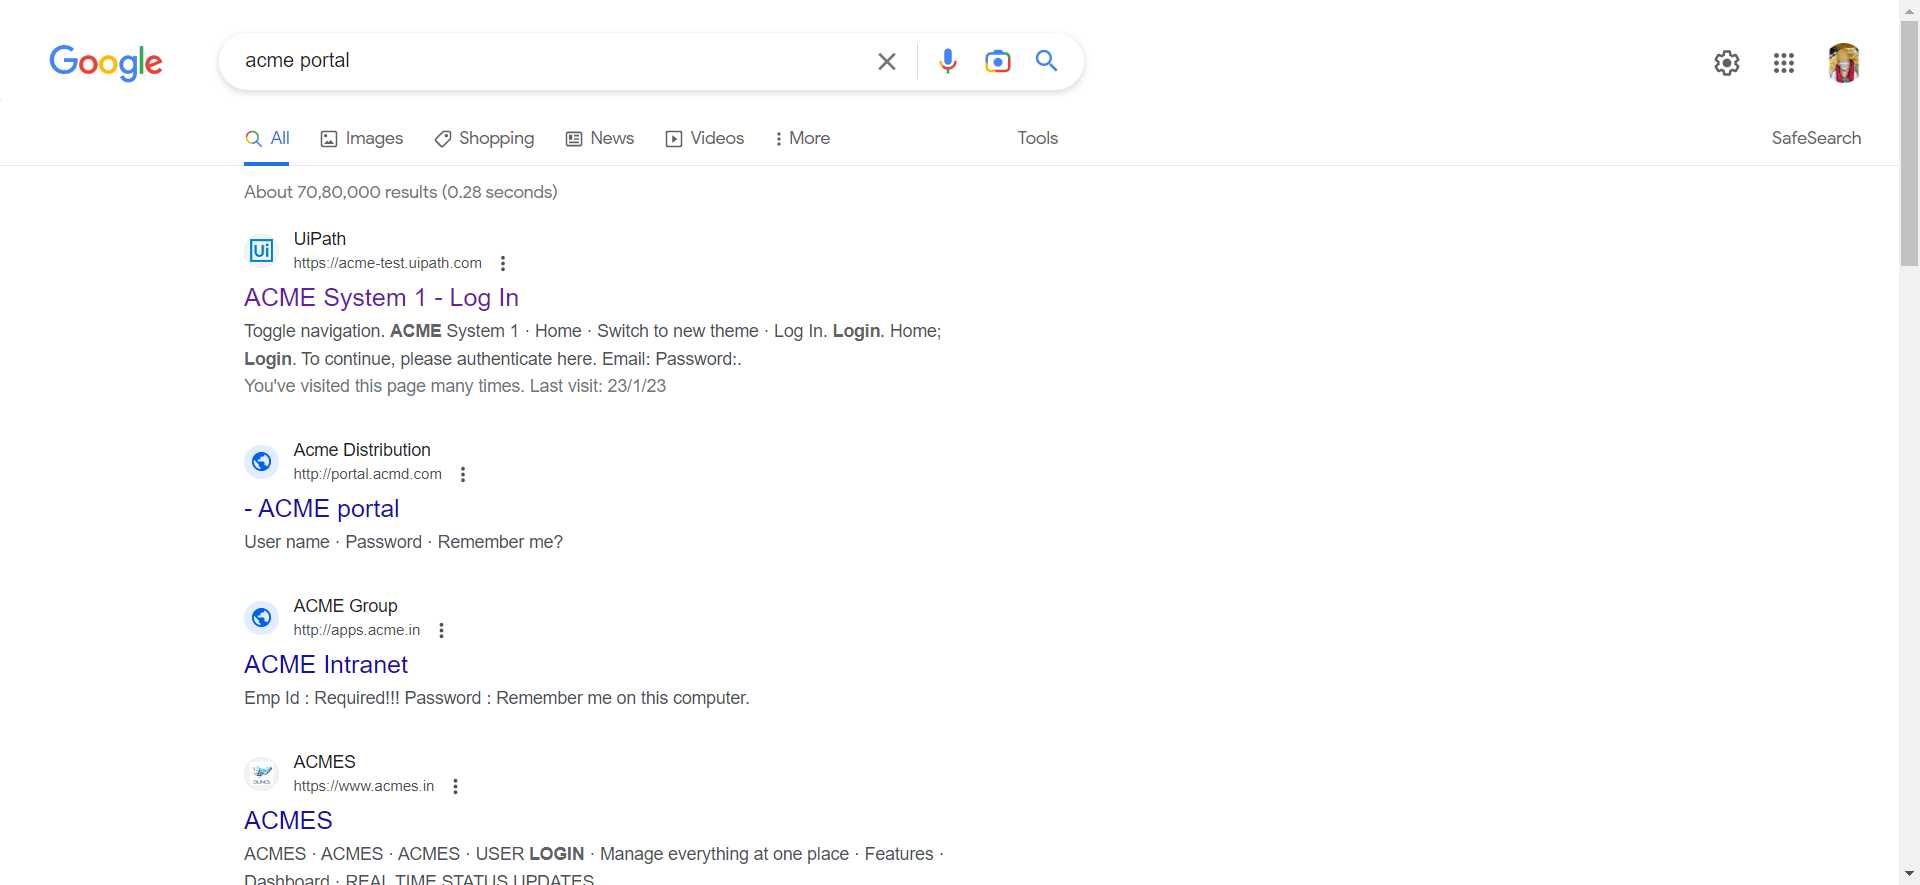 Google
acme portal
All Images Shopping News Videos More Tools SafeSearch
About 70,80,000 results (0.28 seconds)
Ui
UiPath
https://acme-test.uipath.com
ACME System 1 - Log In
Toggle navigation. ACME System 1 · Home · Switch to new theme · Log In. Login. Home;
Login. To continue, please authenticate here. Email: Password:.
You've visited this page many times. Last visit: 23/1/23
Acme Distribution
http://portal.acmd.com
- ACME portal
User name · Password · Remember me?
ACME Group
http://apps.acme.in
ACME Intranet
Emp Id : Required!!! Password : Remember me on this computer.
ACMES
https://www.acmes.in
ACMES
ACMES · ACMES · ACMES · USER LOGIN · Manage everything at one place · Features ·
Dashboard · REAL TIME STATUS UPDATES